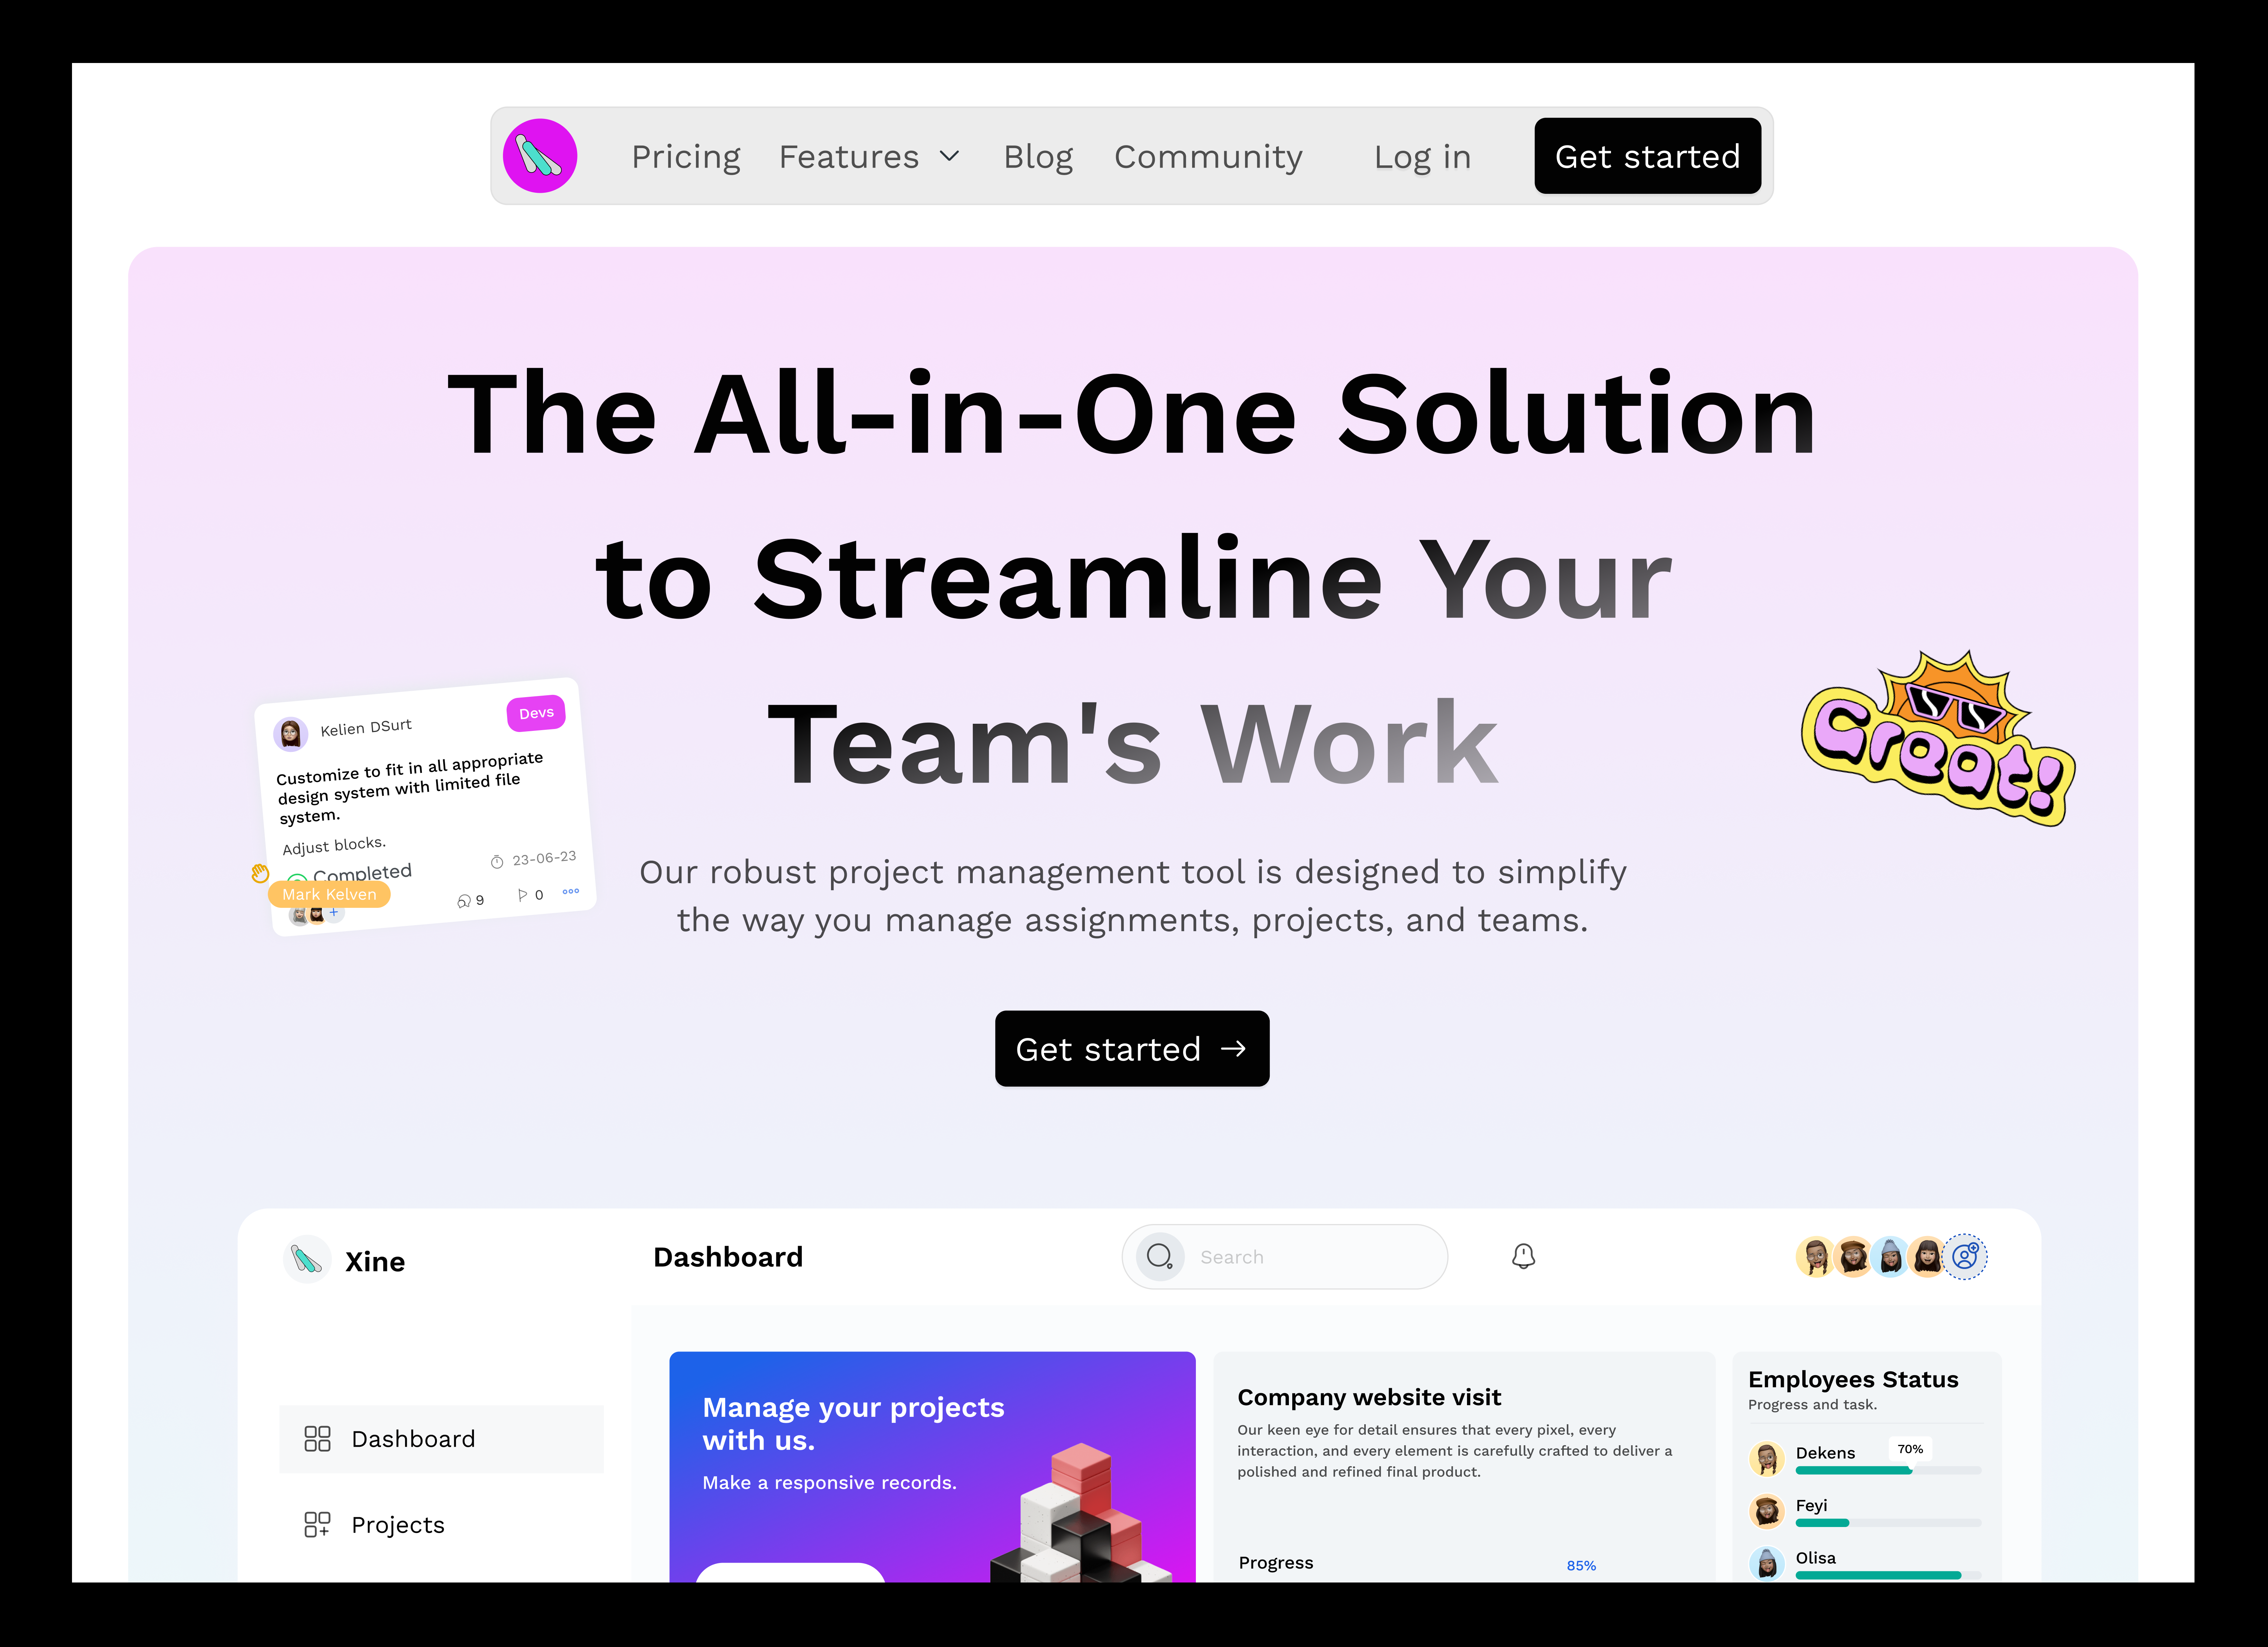 Pricing Features Blog Community Log in Get started
The All-in-One Solution
to Streamline Your
Team's Work
Great!
Kelien DSurt Devs
Customize to fit in all appropriate
design system with limited file
system.
Adjust blocks.
Completed 23-06-23
Mark Kelven
9 0
Our robust project management tool is designed to simplify
the way you manage assignments, projects, and teams.
Get started
Xine
Dashboard
Search
Dashboard
Projects
Manage your projects
with us.
Make a responsive records.
Company website visit
Our keen eye for detail ensures that every pixel, every
interaction, and every element is carefully crafted to deliver a
polished and refined final product.
Progress 85%
Employees Status
Progress and task.
Dekens 70%
Feyi
Olisa